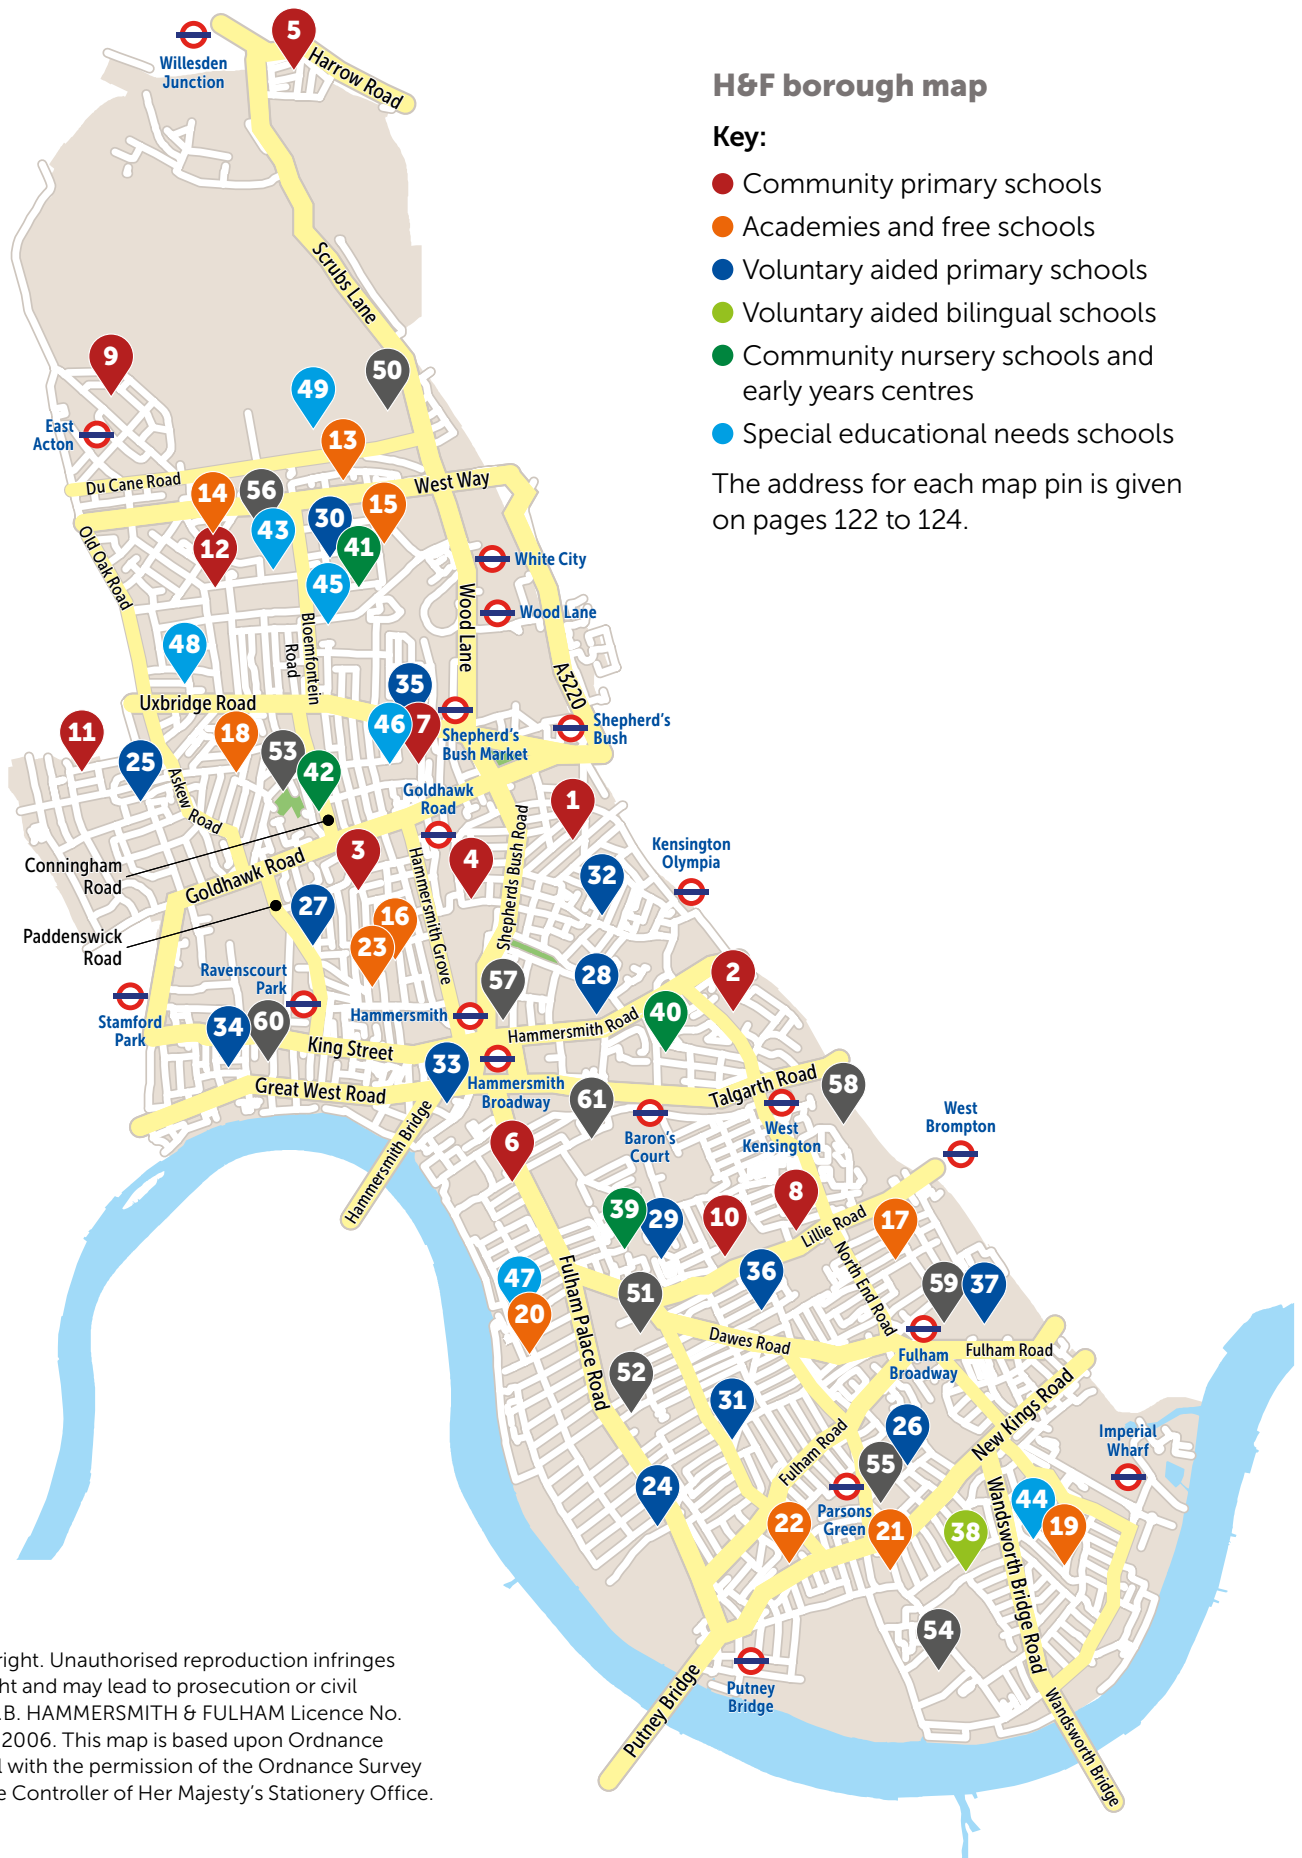 H&F borough map
Key:
Community primary schools
Academies and free schools
Voluntary aided primary schools
Voluntary aided bilingual schools
Community nursery schools and
early years centres
Special educational needs schools
The address for each map pin is given
on pages 122 to 124.
5
Willesden
Junction
Harrow Road
Scrubs Lane
9
50
49
East
Acton
13
Du Cane Road
West Way
14
56
30
15
43
12
41
Old Oak Road
White City
45
Wood Lane
Wood Lane
Bloemfontein
Road
48
35
A3220
Uxbridge Road
11
18
46
7
Shepherd's
Bush Market
Shepherd's
Bush
25
53
42
Askew Road
Goldhawk
Road
1
Conningham
Road
3
4
Kensington
Olympia
Goldhawk Road
Hammersmith Grove
Shepherds Bush Road
32
27
16
Paddenswick
Road
23
Ravenscourt
Park
57
28
2
Stamford
Park
34
60
Hammersmith
Hammersmith Road
40
King Street
33
Hammersmith
Broadway
Great West Road
61
Talgarth Road
58
Hammersmith Bridge
Baron's
Court
West
Kensington
West
Brompton
6
8
39
29
10
Lillie Road
17
47
Fulham Palace Road
36
North End Road
59
37
20
51
Dawes Road
Fulham
Broadway
Fulham Road
52
31
New Kings Road
26
Fulham Road
55
Imperial
Wharf
24
Parsons
Green
44
22
21
38
19
Wandsworth Bridge Road
54
Putney
Bridge
Putney Bridge
Wandsworth Bridge
right. Unauthorised reproduction infringes
ht and may lead to prosecution or civil
.B. HAMMERSMITH & FULHAM Licence No.
2006. This map is based upon Ordnance
l with the permission of the Ordnance Survey
e Controller of Her Majesty's Stationery Office.